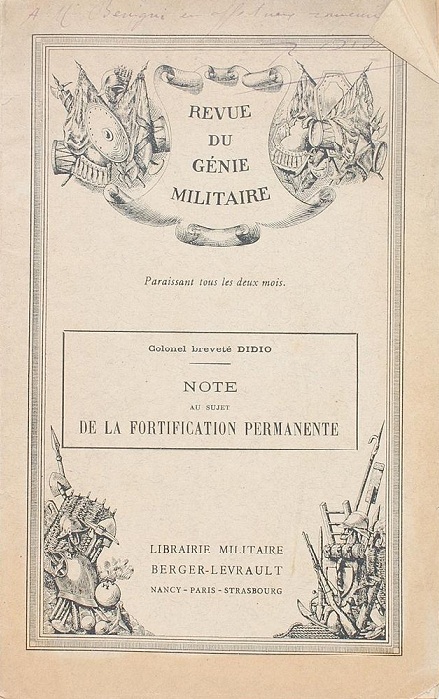 REVUE
DU
GÉNIE
MILITAIRE
Paraissant tous les deux mois.
Colonel breveté DIDIO
NOTE
AU SUJET
DE LA FORTIFICATION PERMANENTE
LIBRAIRIE MILITAIRE
BERGER-LEVRAULT
NANCY - PARIS - STRASBOURG